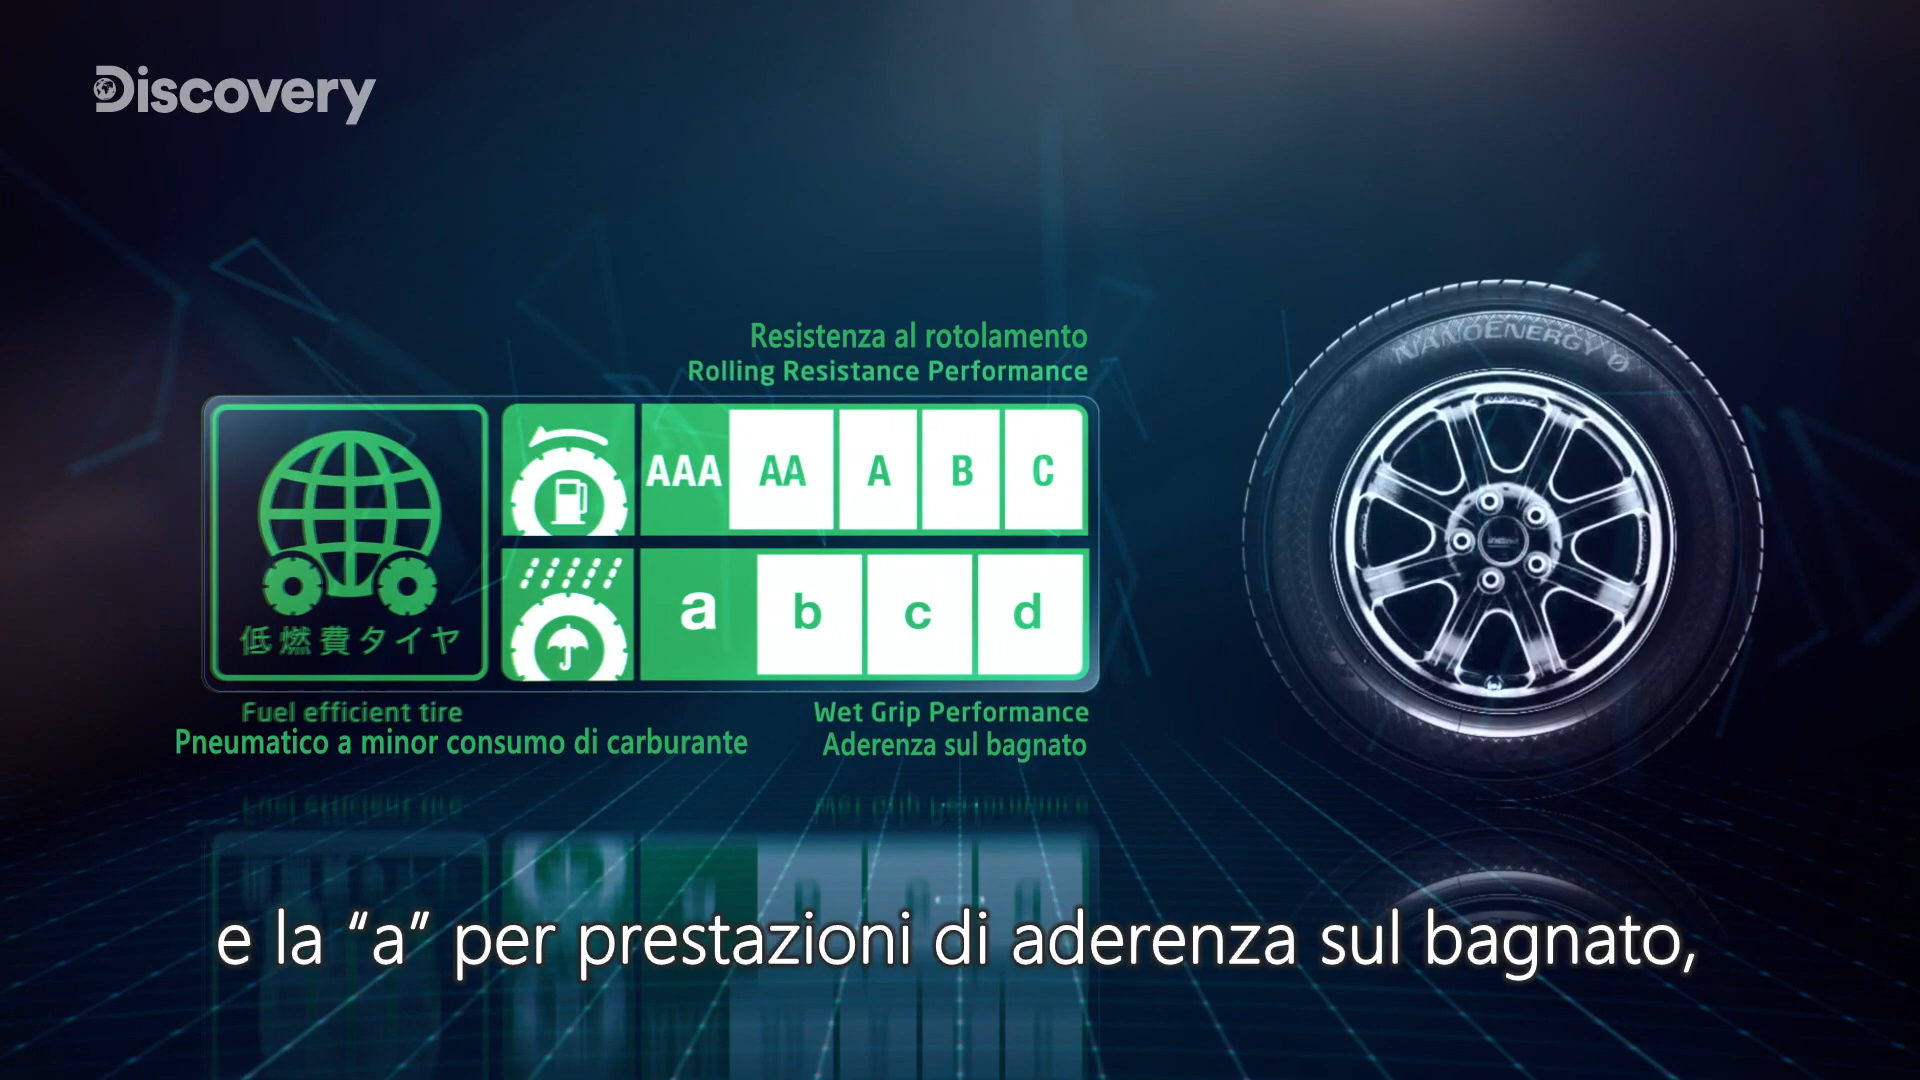 Discovery
Resistenza al rotolamento
Rolling Resistance Performance
AAA AA A B C
a b c d
低燃費タイヤ
Fuel efficient tire
Pneumatico a minor consumo di carburante
Wet Grip Performance
Aderenza sul bagnato
NANOENERGY 0
e la “a” per prestazioni di aderenza sul bagnato,